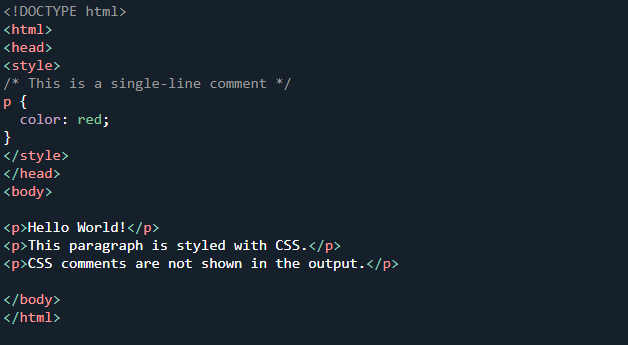 <!DOCTYPE html>
<html>
<head>
<style>
/* This is a single-line comment */
p {
  color: red;
}
</style>
</head>
<body>

<p>Hello World!</p>
<p>This paragraph is styled with CSS.</p>
<p>CSS comments are not shown in the output.</p>

</body>
</html>